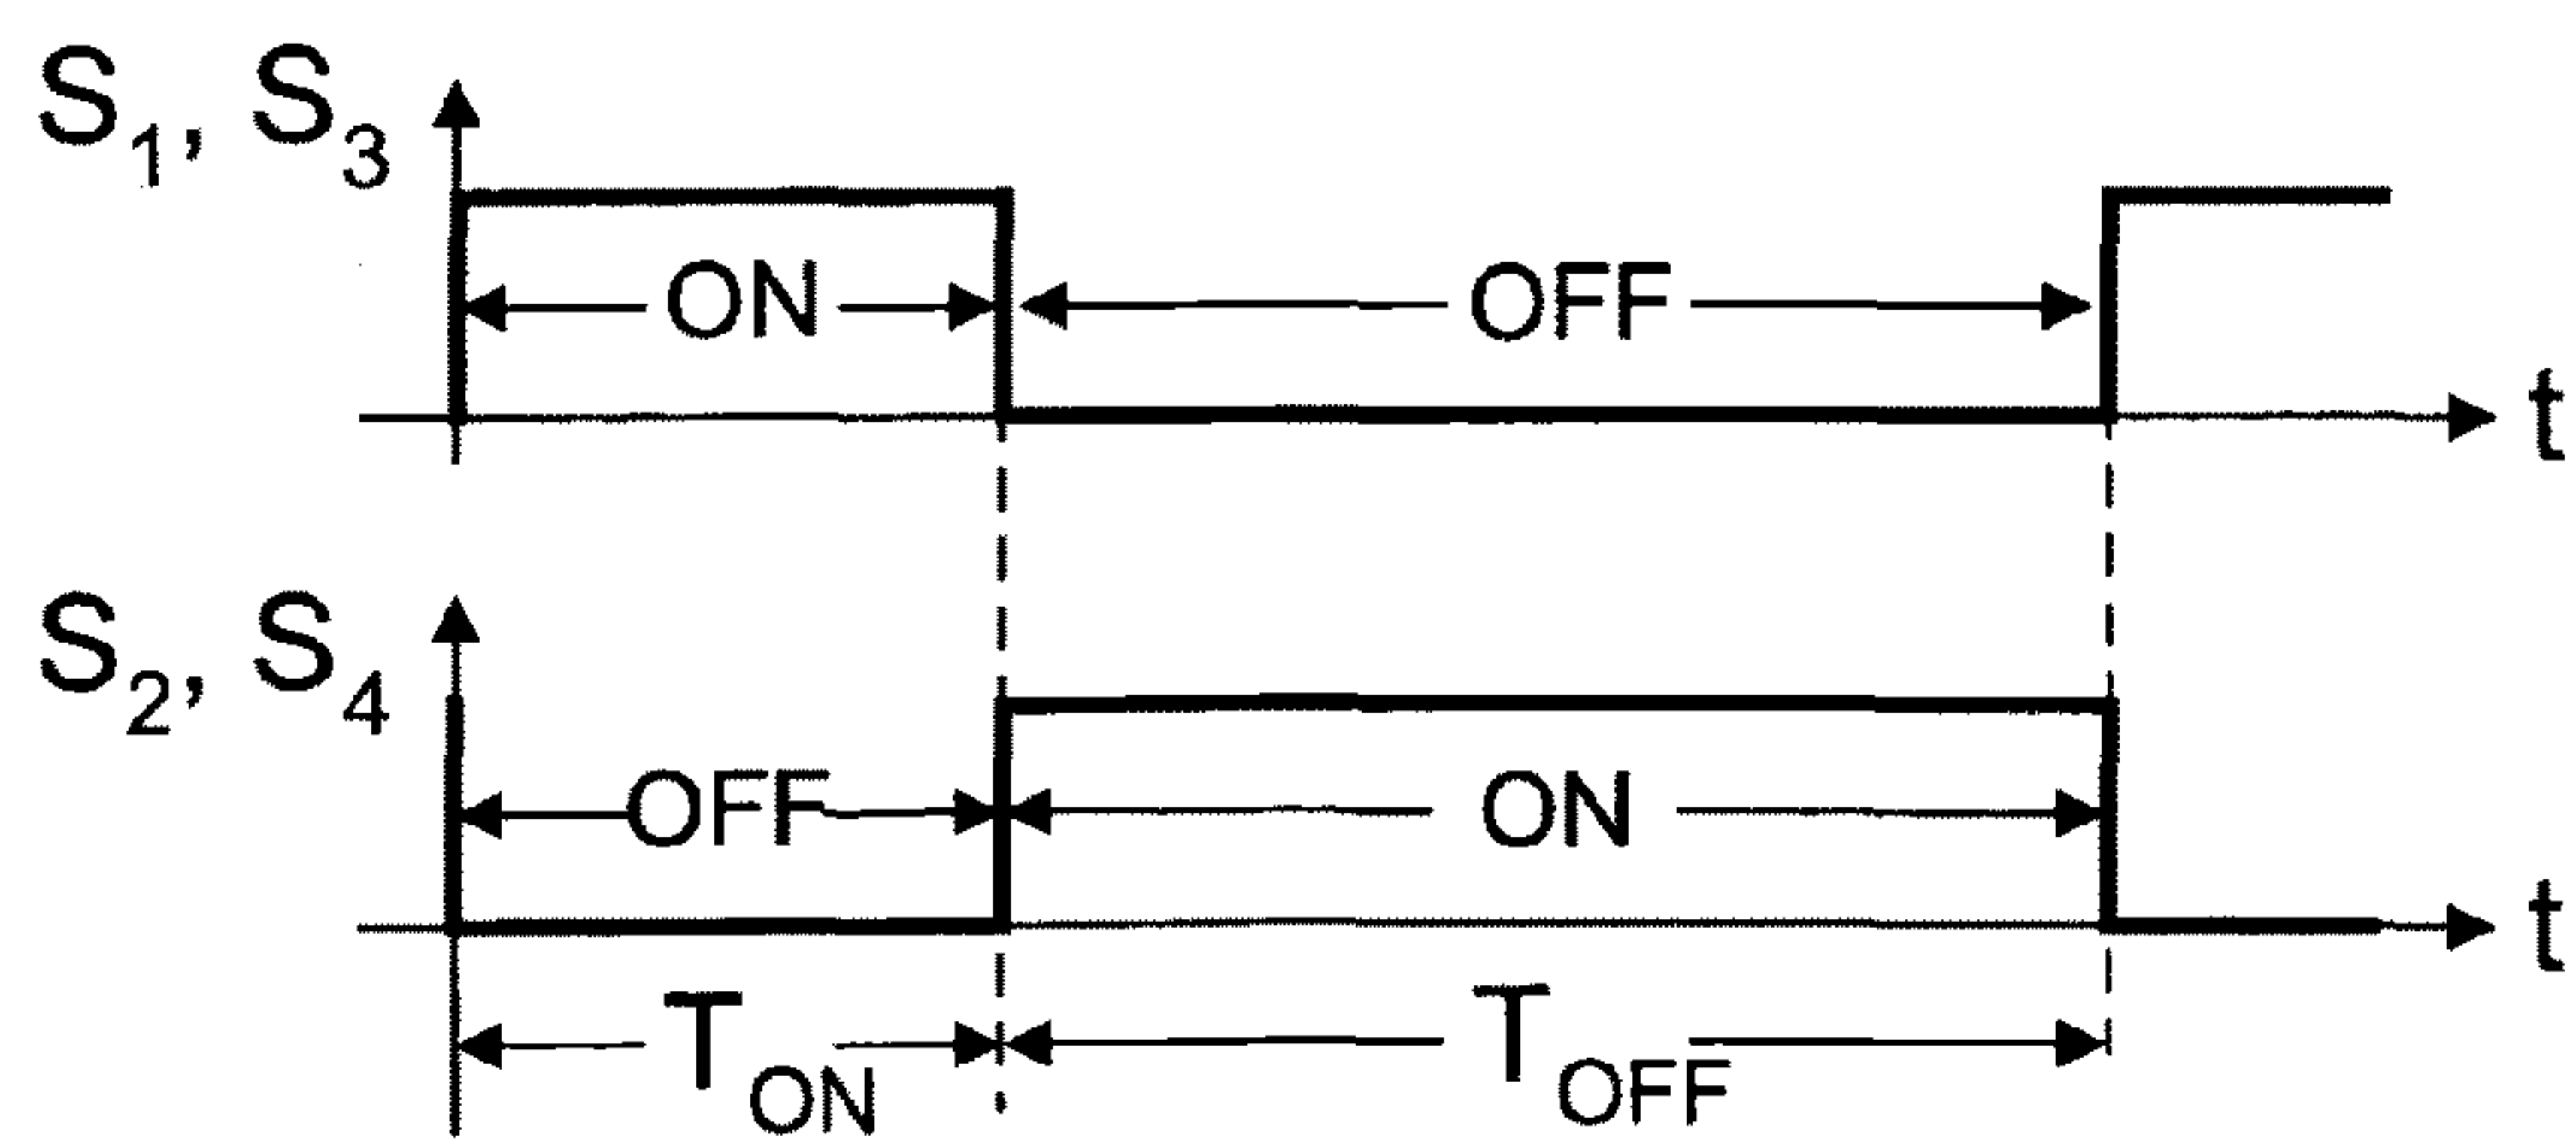 S1, S3
ON OFF
t
S2, S4
OFF ON
t
TON TOFF